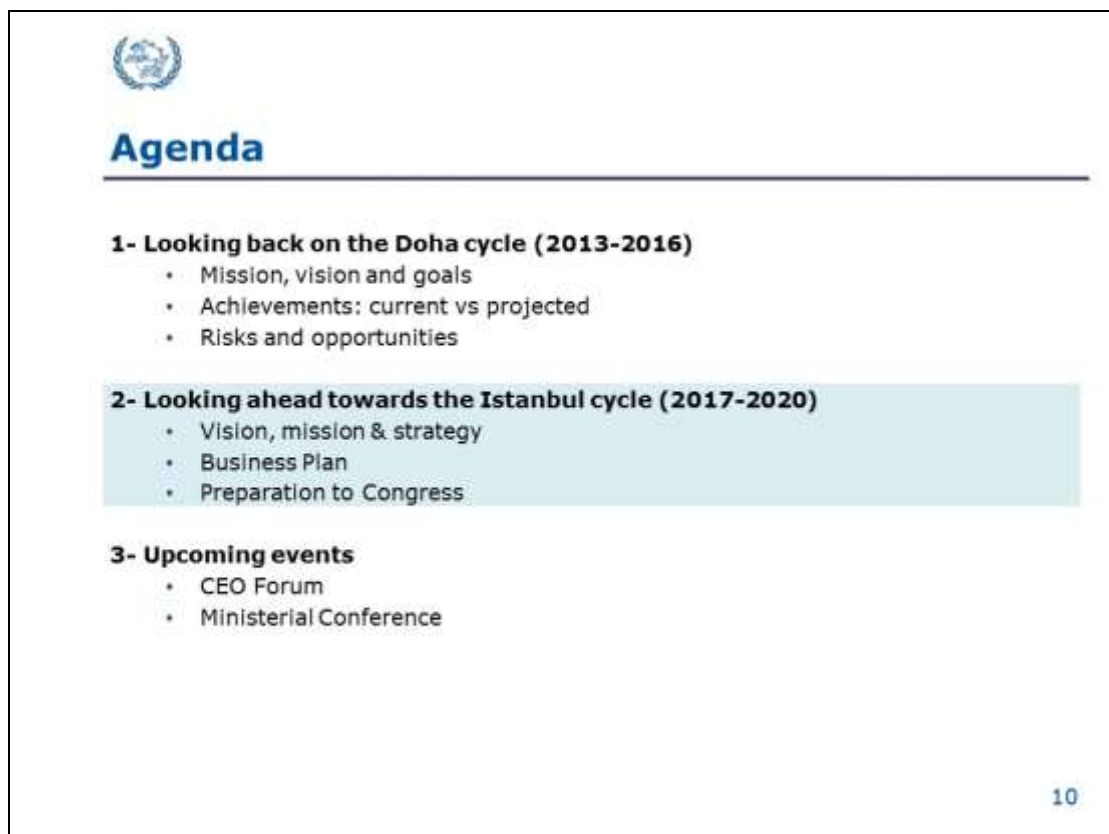 Agenda
1- Looking back on the Doha cycle (2013-2016)
• Mission, vision and goals
• Achievements: current vs projected
• Risks and opportunities
2- Looking ahead towards the Istanbul cycle (2017-2020)
• Vision, mission & strategy
• Business Plan
• Preparation to Congress
3- Upcoming events
• CEO Forum
• Ministerial Conference
10